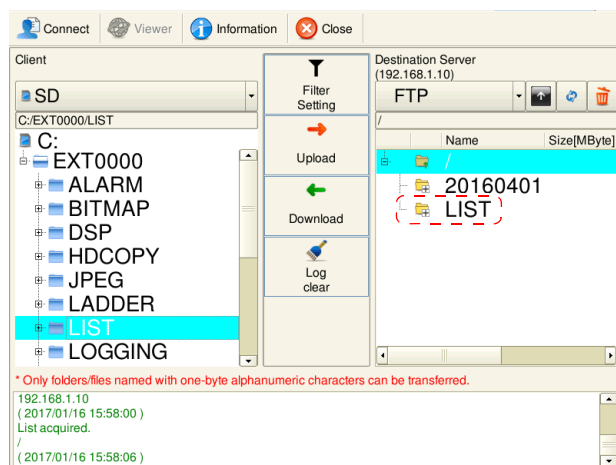 Connect
Viewer
Information
Close
Client
SD
C:/EXT0000/LIST
C:
EXT0000
ALARM
BITMAP
DSP
HDCOPY
JPEG
LADDER
LIST
LOGGING
Filter
Setting
Upload
Download
Log
clear
Destination Server
(192.168.1.10)
FTP
/
Name Size[MByte]
/
20160401
LIST
* Only folders/files named with one-byte alphanumeric characters can be transferred.
192.168.1.10
( 2017/01/16 15:58:00 )
List acquired.
/
( 2017/01/16 15:58:06 )